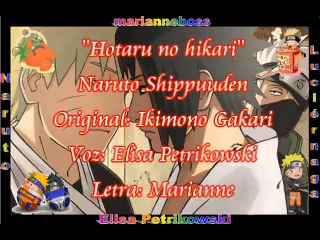 marianneboss
"Hotaru no hikari"
Naruto Shippuuden
Original: Ikimono Gakari
Voz: Elisa Petrikowski
Letra: Marianne
Elisa Petrikowski
Naruto
Luciérnaga